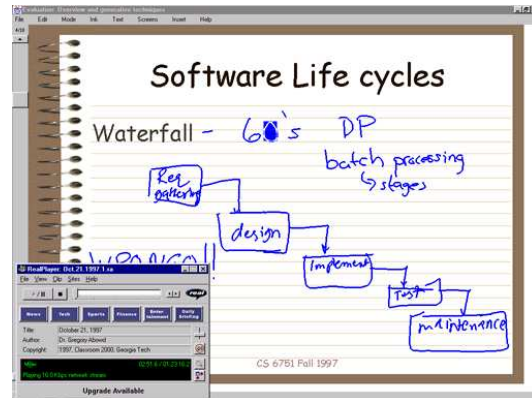 Evaluation: Overview and generative techniques
File Edit Mode Ink Text Screens Insert Help
Software Life cycles
Waterfall - 60's DP
batch processing
↳ stages
Req gathering
design
Implement
Test
maintenance
WRONGO!!
RealPlayer: Oct.21.1997 1.ra
File View Clip Sites Help
real
News Tech Sports Finance Entertainment Daily Briefing
Title: October 21, 1997
Author: Dr. Gregory Abowd
Copyright: 1997, Classroom 2000, Georgia Tech
Playing 16.0 Kbps network stream
Upgrade Available
CS 6751 Fall 1997